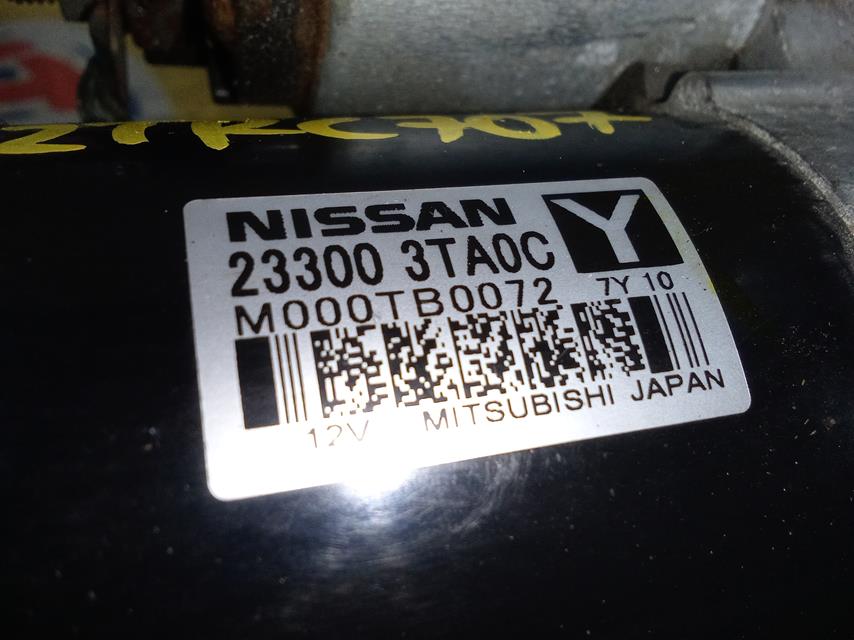 NISSAN
Y
23300 3TA0C
M000TB0072 7Y 10
12V MITSUBISHI JAPAN